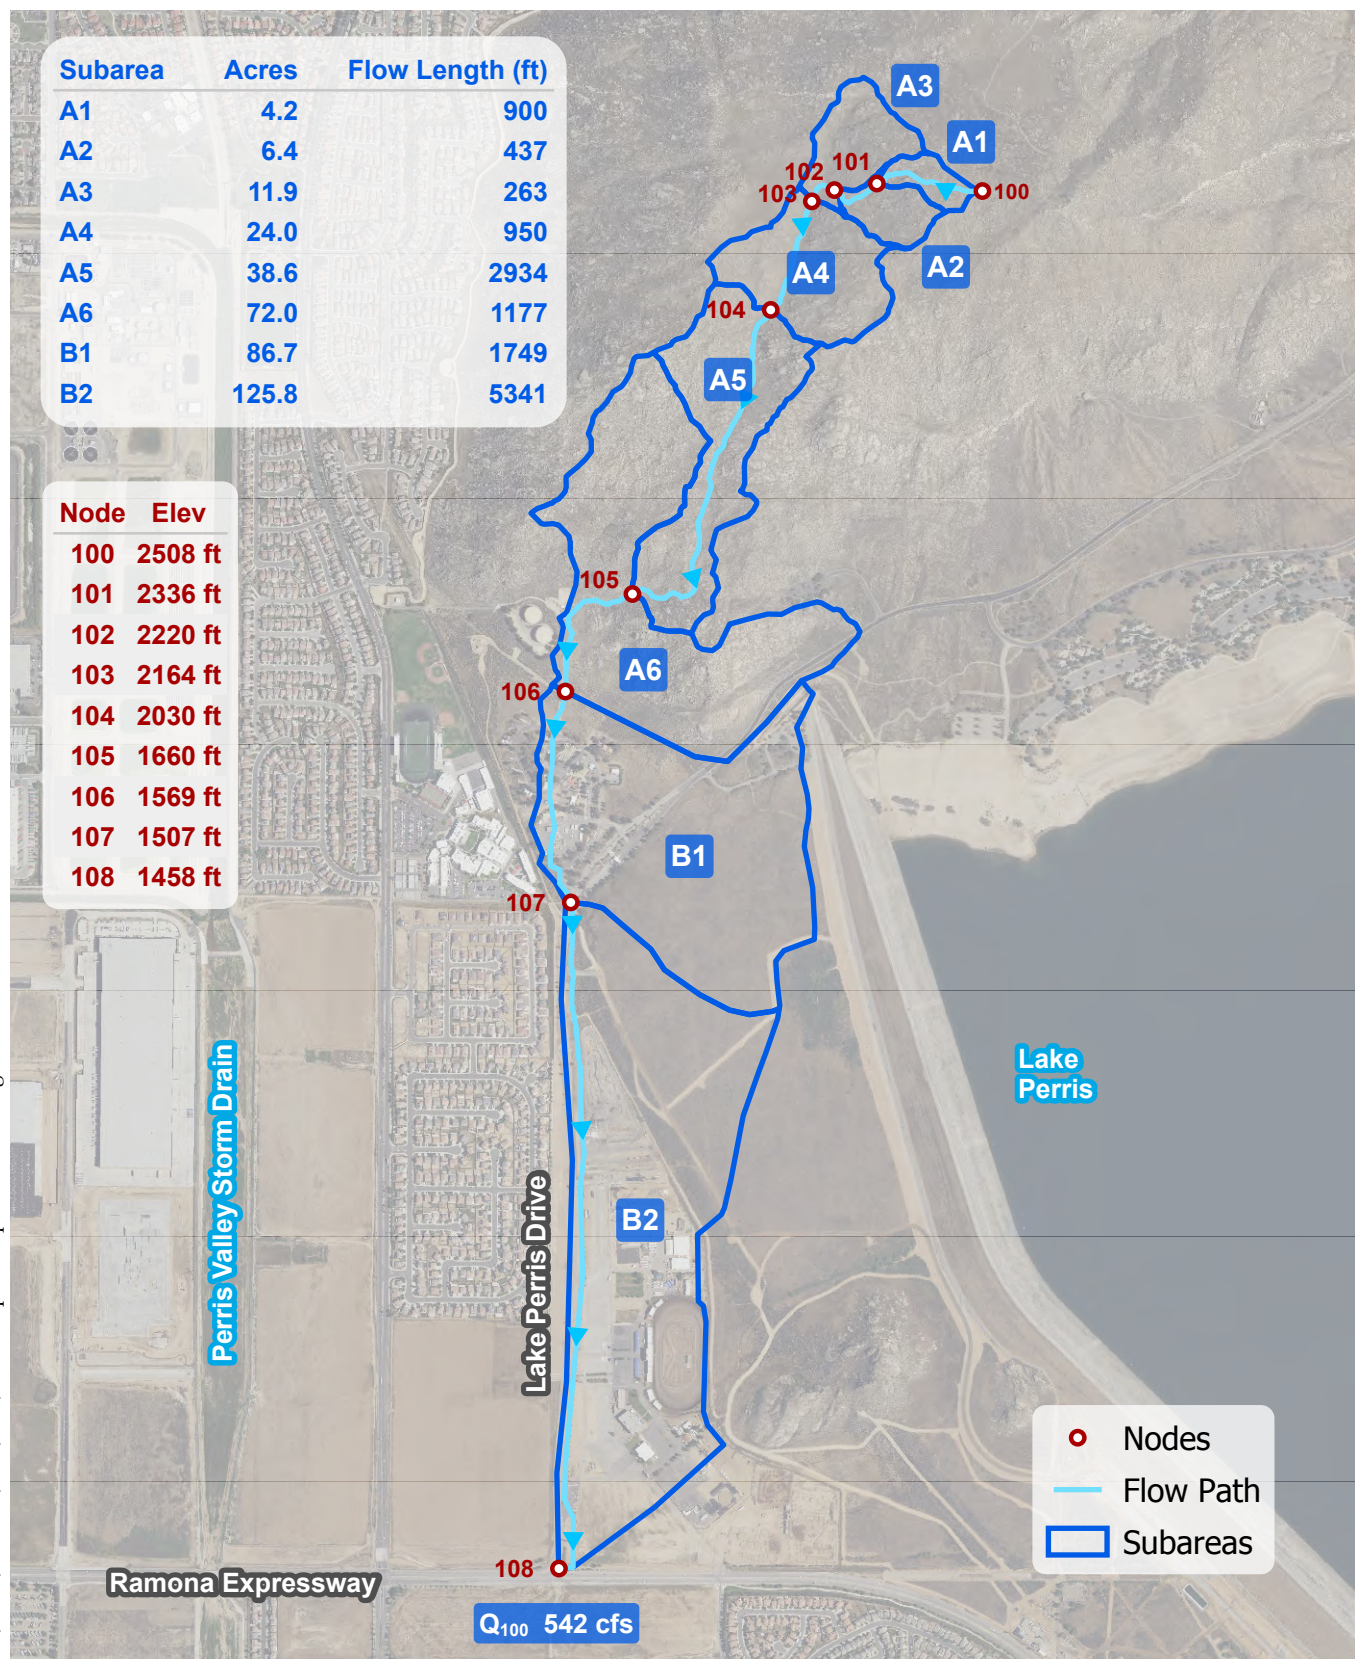 Subarea Acres Flow Length (ft)
A1 4.2 900
A2 6.4 437
A3 11.9 263
A4 24.0 950
A5 38.6 2934
A6 72.0 1177
B1 86.7 1749
B2 125.8 5341
Node Elev
100 2508 ft
101 2336 ft
102 2220 ft
103 2164 ft
104 2030 ft
105 1660 ft
106 1569 ft
107 1507 ft
108 1458 ft
A3
A1
101
102
100
103
A2
A4
104
A5
105
A6
106
B1
107
Lake
Perris
Perris Valley Storm Drain
Lake Perris Drive
B2
108
Ramona Expressway
Q₁₀₀ 542 cfs
Nodes
Flow Path
Subareas